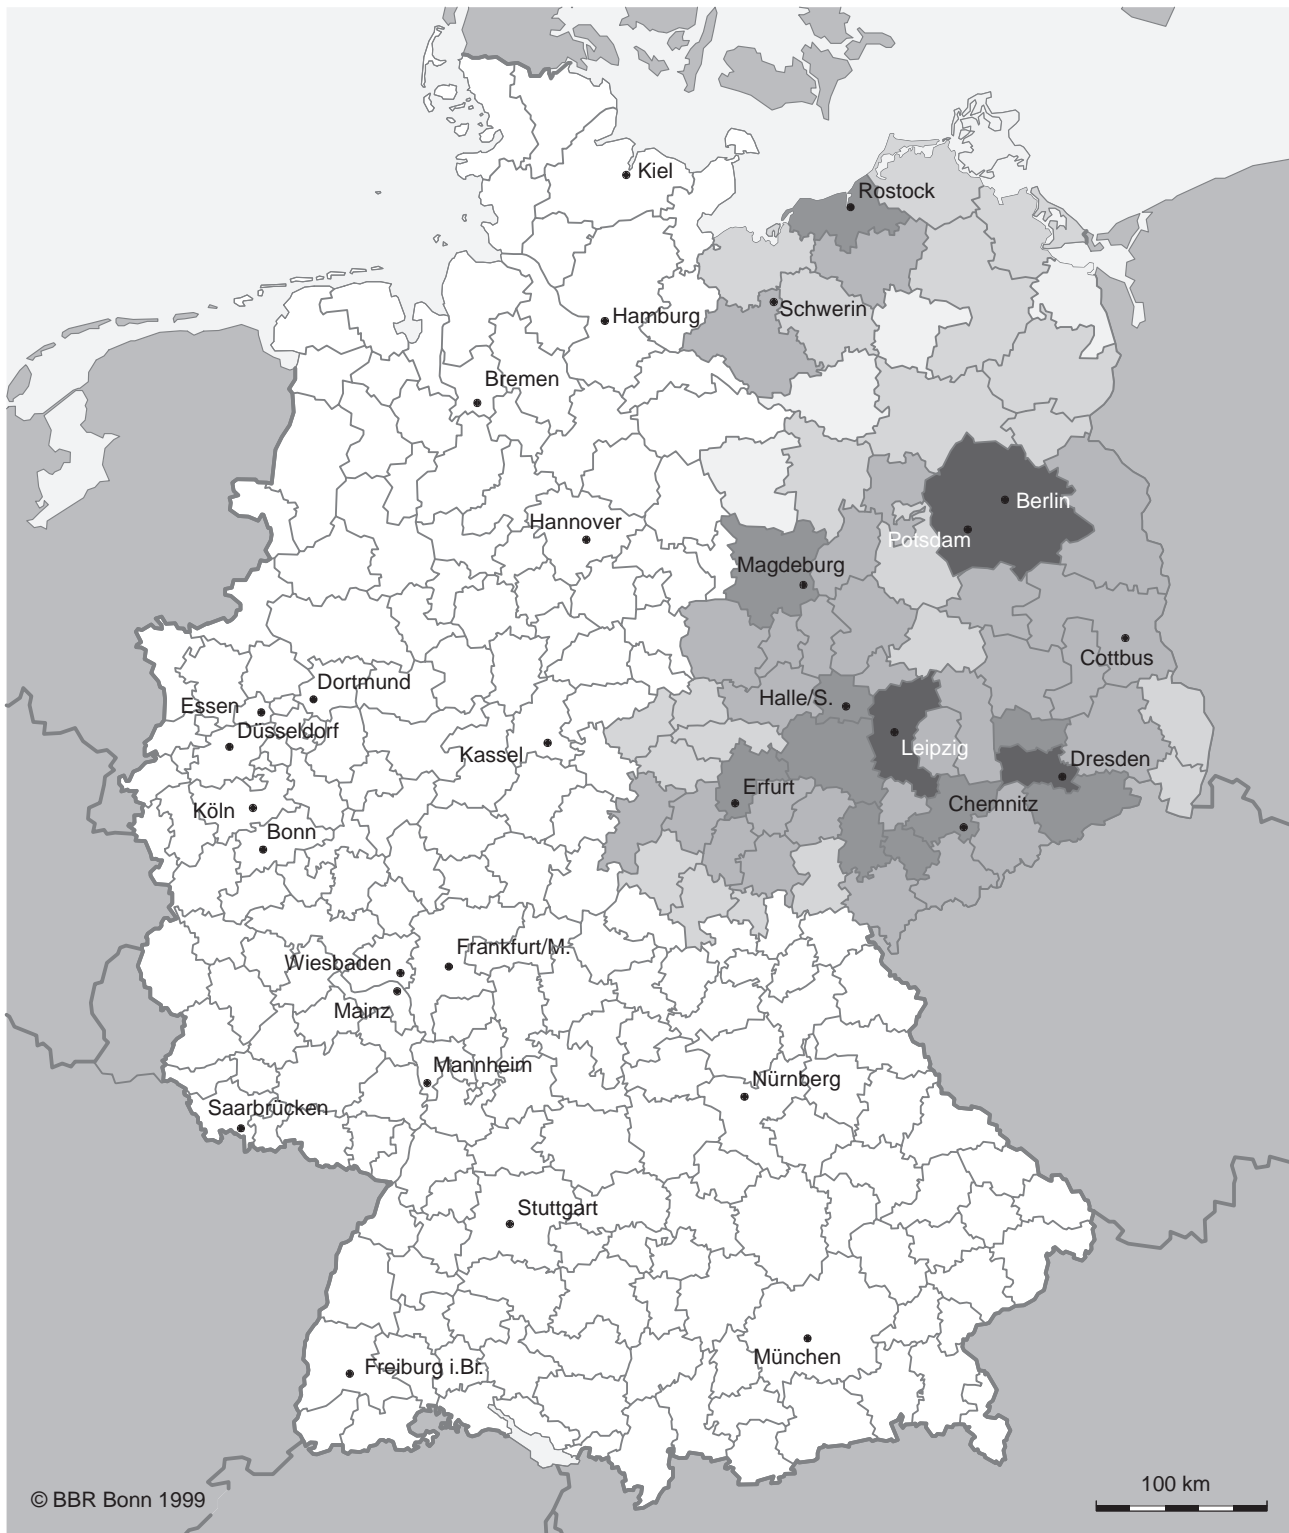 Kiel
Rostock
Schwerin
Hamburg
Bremen
Berlin
Hannover
Potsdam
Magdeburg
Cottbus
Dortmund
Essen
Halle/S.
Düsseldorf
Leipzig
Kassel
Dresden
Erfurt
Köln
Chemnitz
Bonn
Frankfurt/M.
Wiesbaden
Mainz
Mannheim
Nürnberg
Saarbrücken
Stuttgart
München
Freiburg i.Br.
100 km
© BBR Bonn 1999